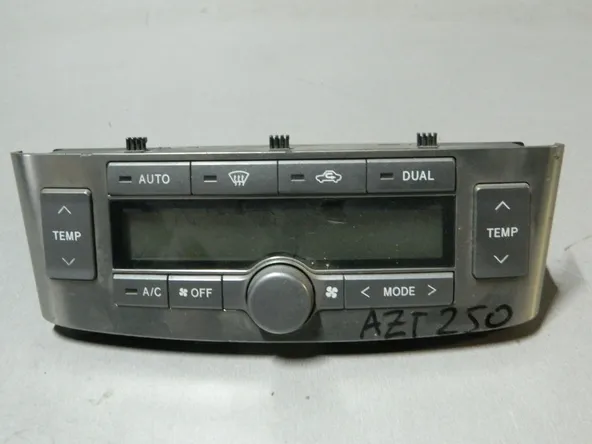 AUTO DUAL
TEMP TEMP
A/C OFF < MODE >
AZT250